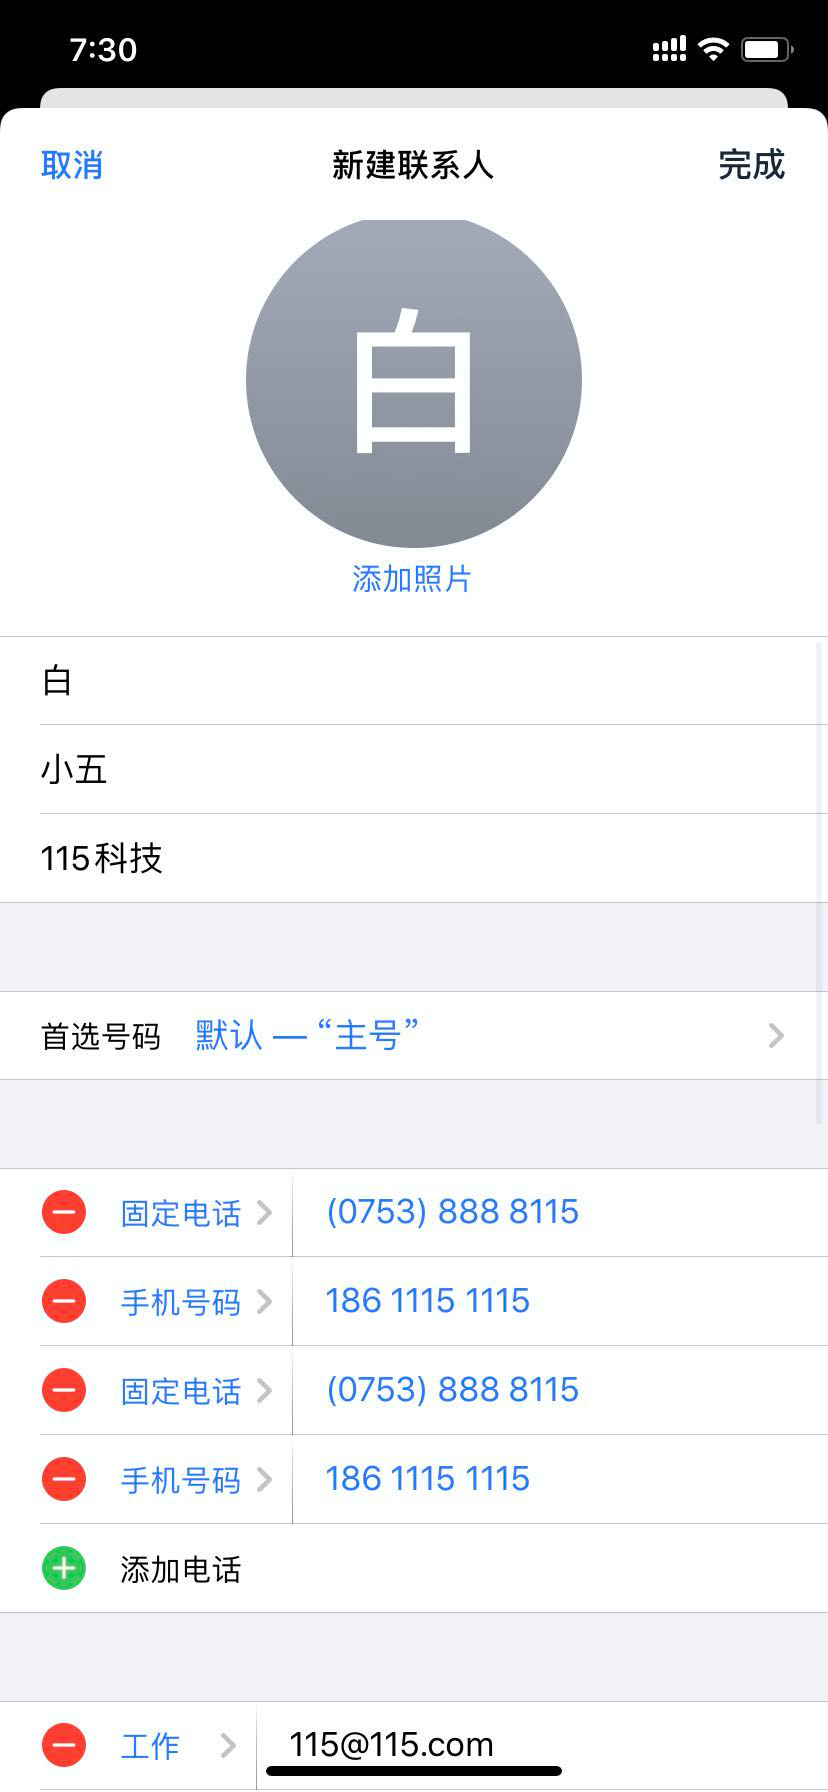 7:30
取消 新建联系人 完成
白
添加照片
白
小五
115科技
首选号码 默认 — “主号”
固定电话 (0753) 888 8115
手机号码 186 1115 1115
固定电话 (0753) 888 8115
手机号码 186 1115 1115
添加电话
工作 115@115.com